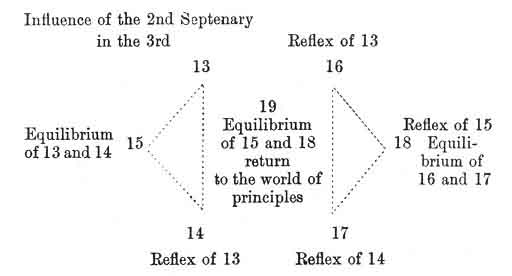 Influence of the 2nd Septenary
in the 3rd
13
Reflex of 13
16
Equilibrium
of 13 and 14
15
19
Equilibrium
of 15 and 18
return
to the world of
principles
Reflex of 15
18 Equili-
brium of
16 and 17
14
Reflex of 13
17
Reflex of 14